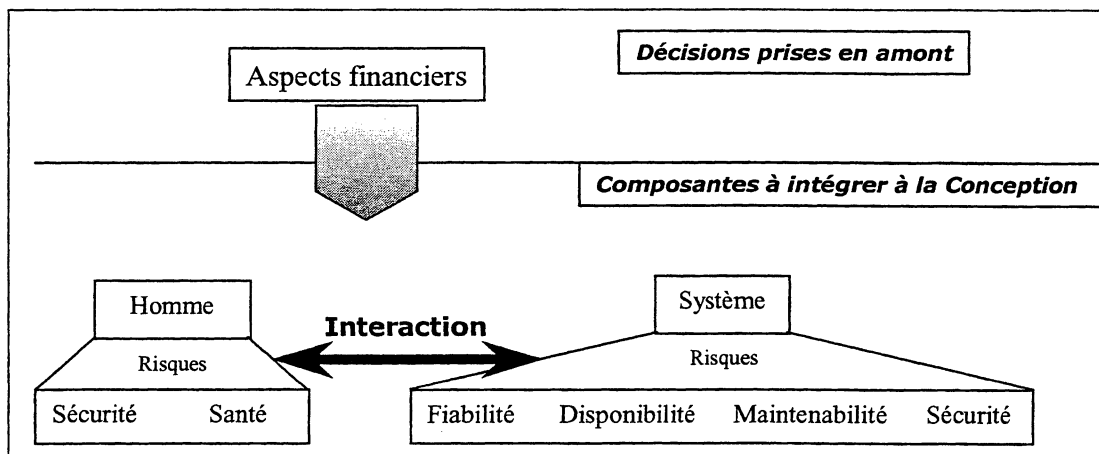 Décisions prises en amont
Aspects financiers
Composantes à intégrer à la Conception
Homme
Système
Interaction
Risques
Risques
Sécurité Santé
Fiabilité Disponibilité Maintenabilité Sécurité